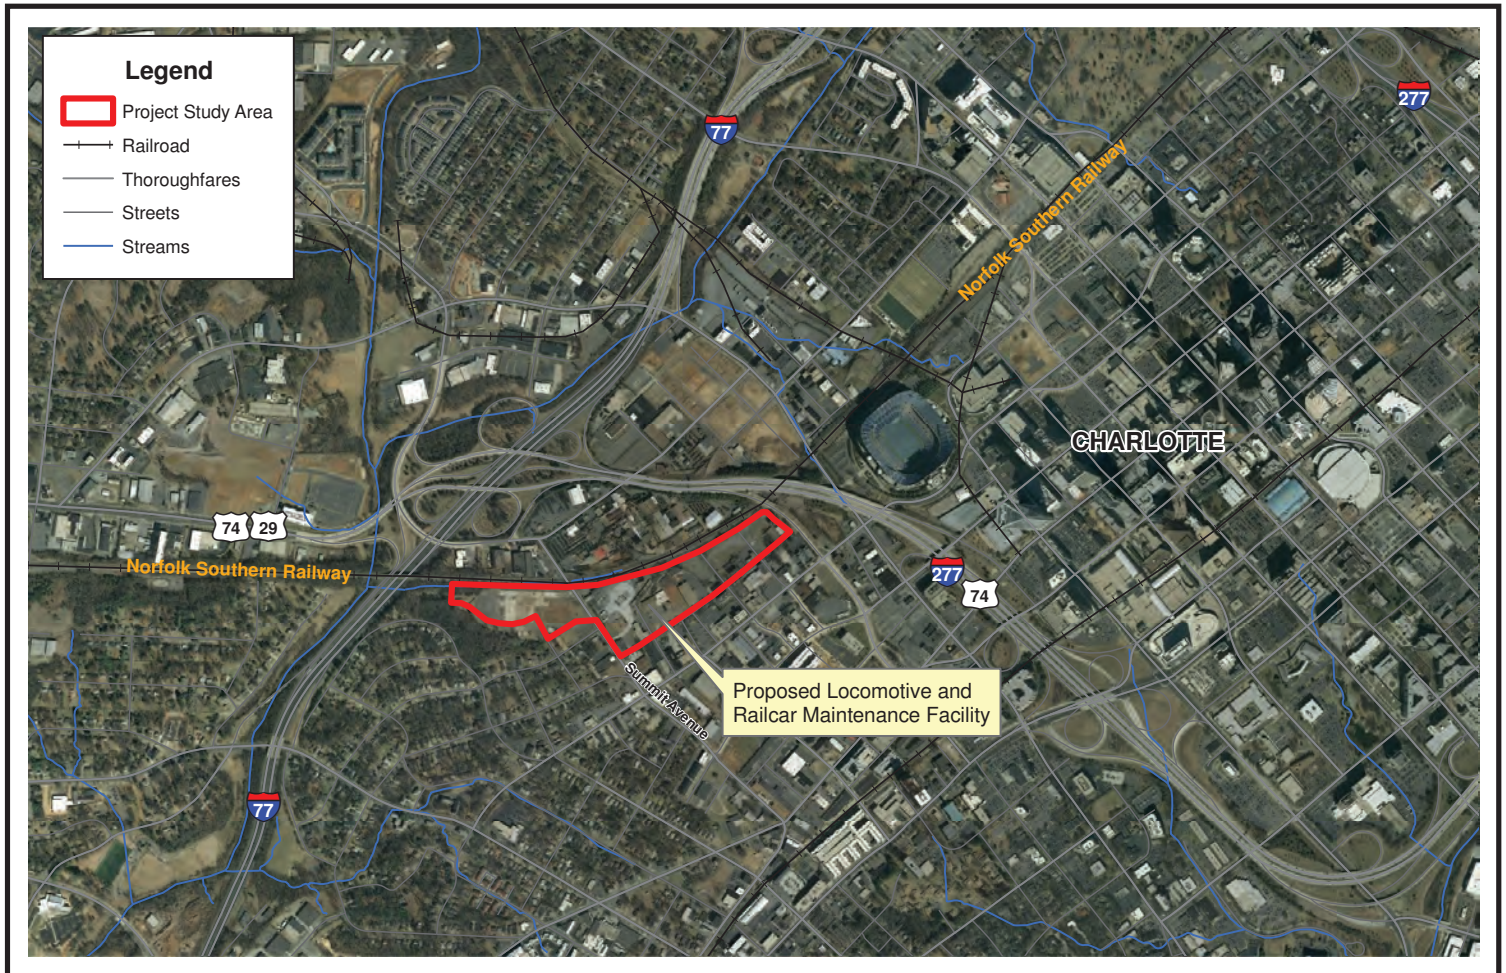 Legend
Project Study Area
Railroad
Thoroughfares
Streets
Streams
77
277
Norfolk Southern Railway
CHARLOTTE
74 29
Norfolk Southern Railway
277
74
Summit Avenue
Proposed Locomotive and
Railcar Maintenance Facility
77